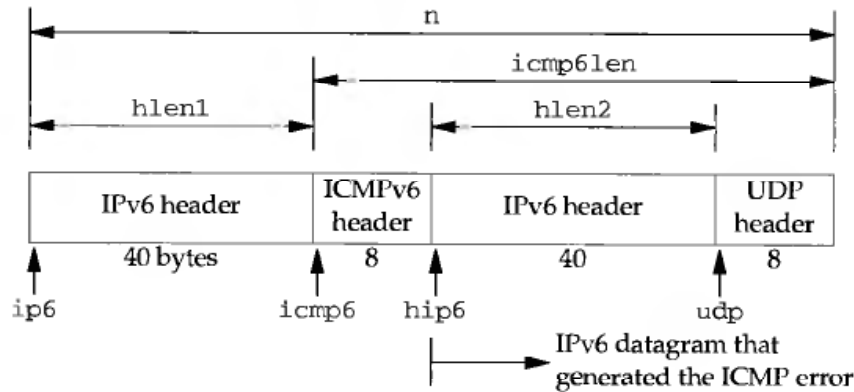 n
icmp6len
hlen1
hlen2
IPv6 header
ICMPv6
header
IPv6 header
UDP
header
40 bytes
8
40
8
ip6
icmp6
hip6
udp
IPv6 datagram that
generated the ICMP error